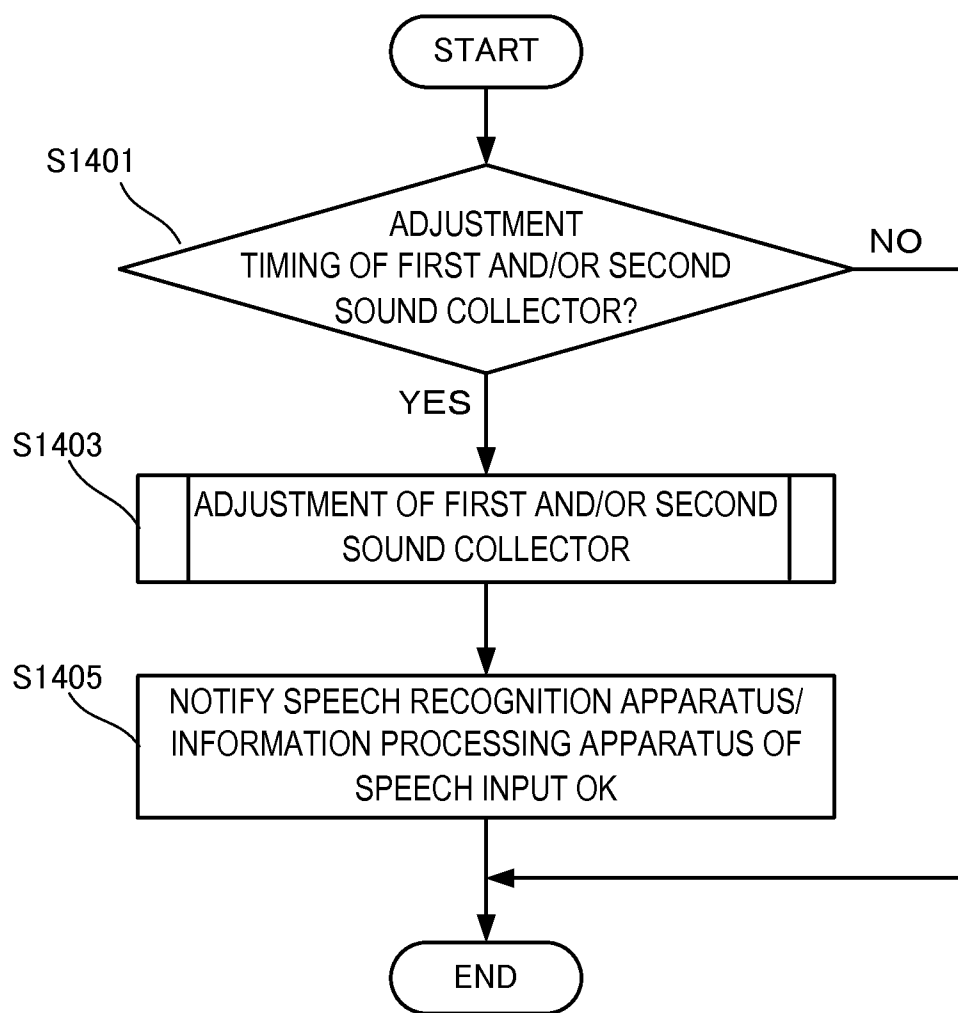 START
S1401
ADJUSTMENT
TIMING OF FIRST AND/OR SECOND
SOUND COLLECTOR?
NO
YES
S1403
ADJUSTMENT OF FIRST AND/OR SECOND
SOUND COLLECTOR
S1405
NOTIFY SPEECH RECOGNITION APPARATUS/
INFORMATION PROCESSING APPARATUS OF
SPEECH INPUT OK
END